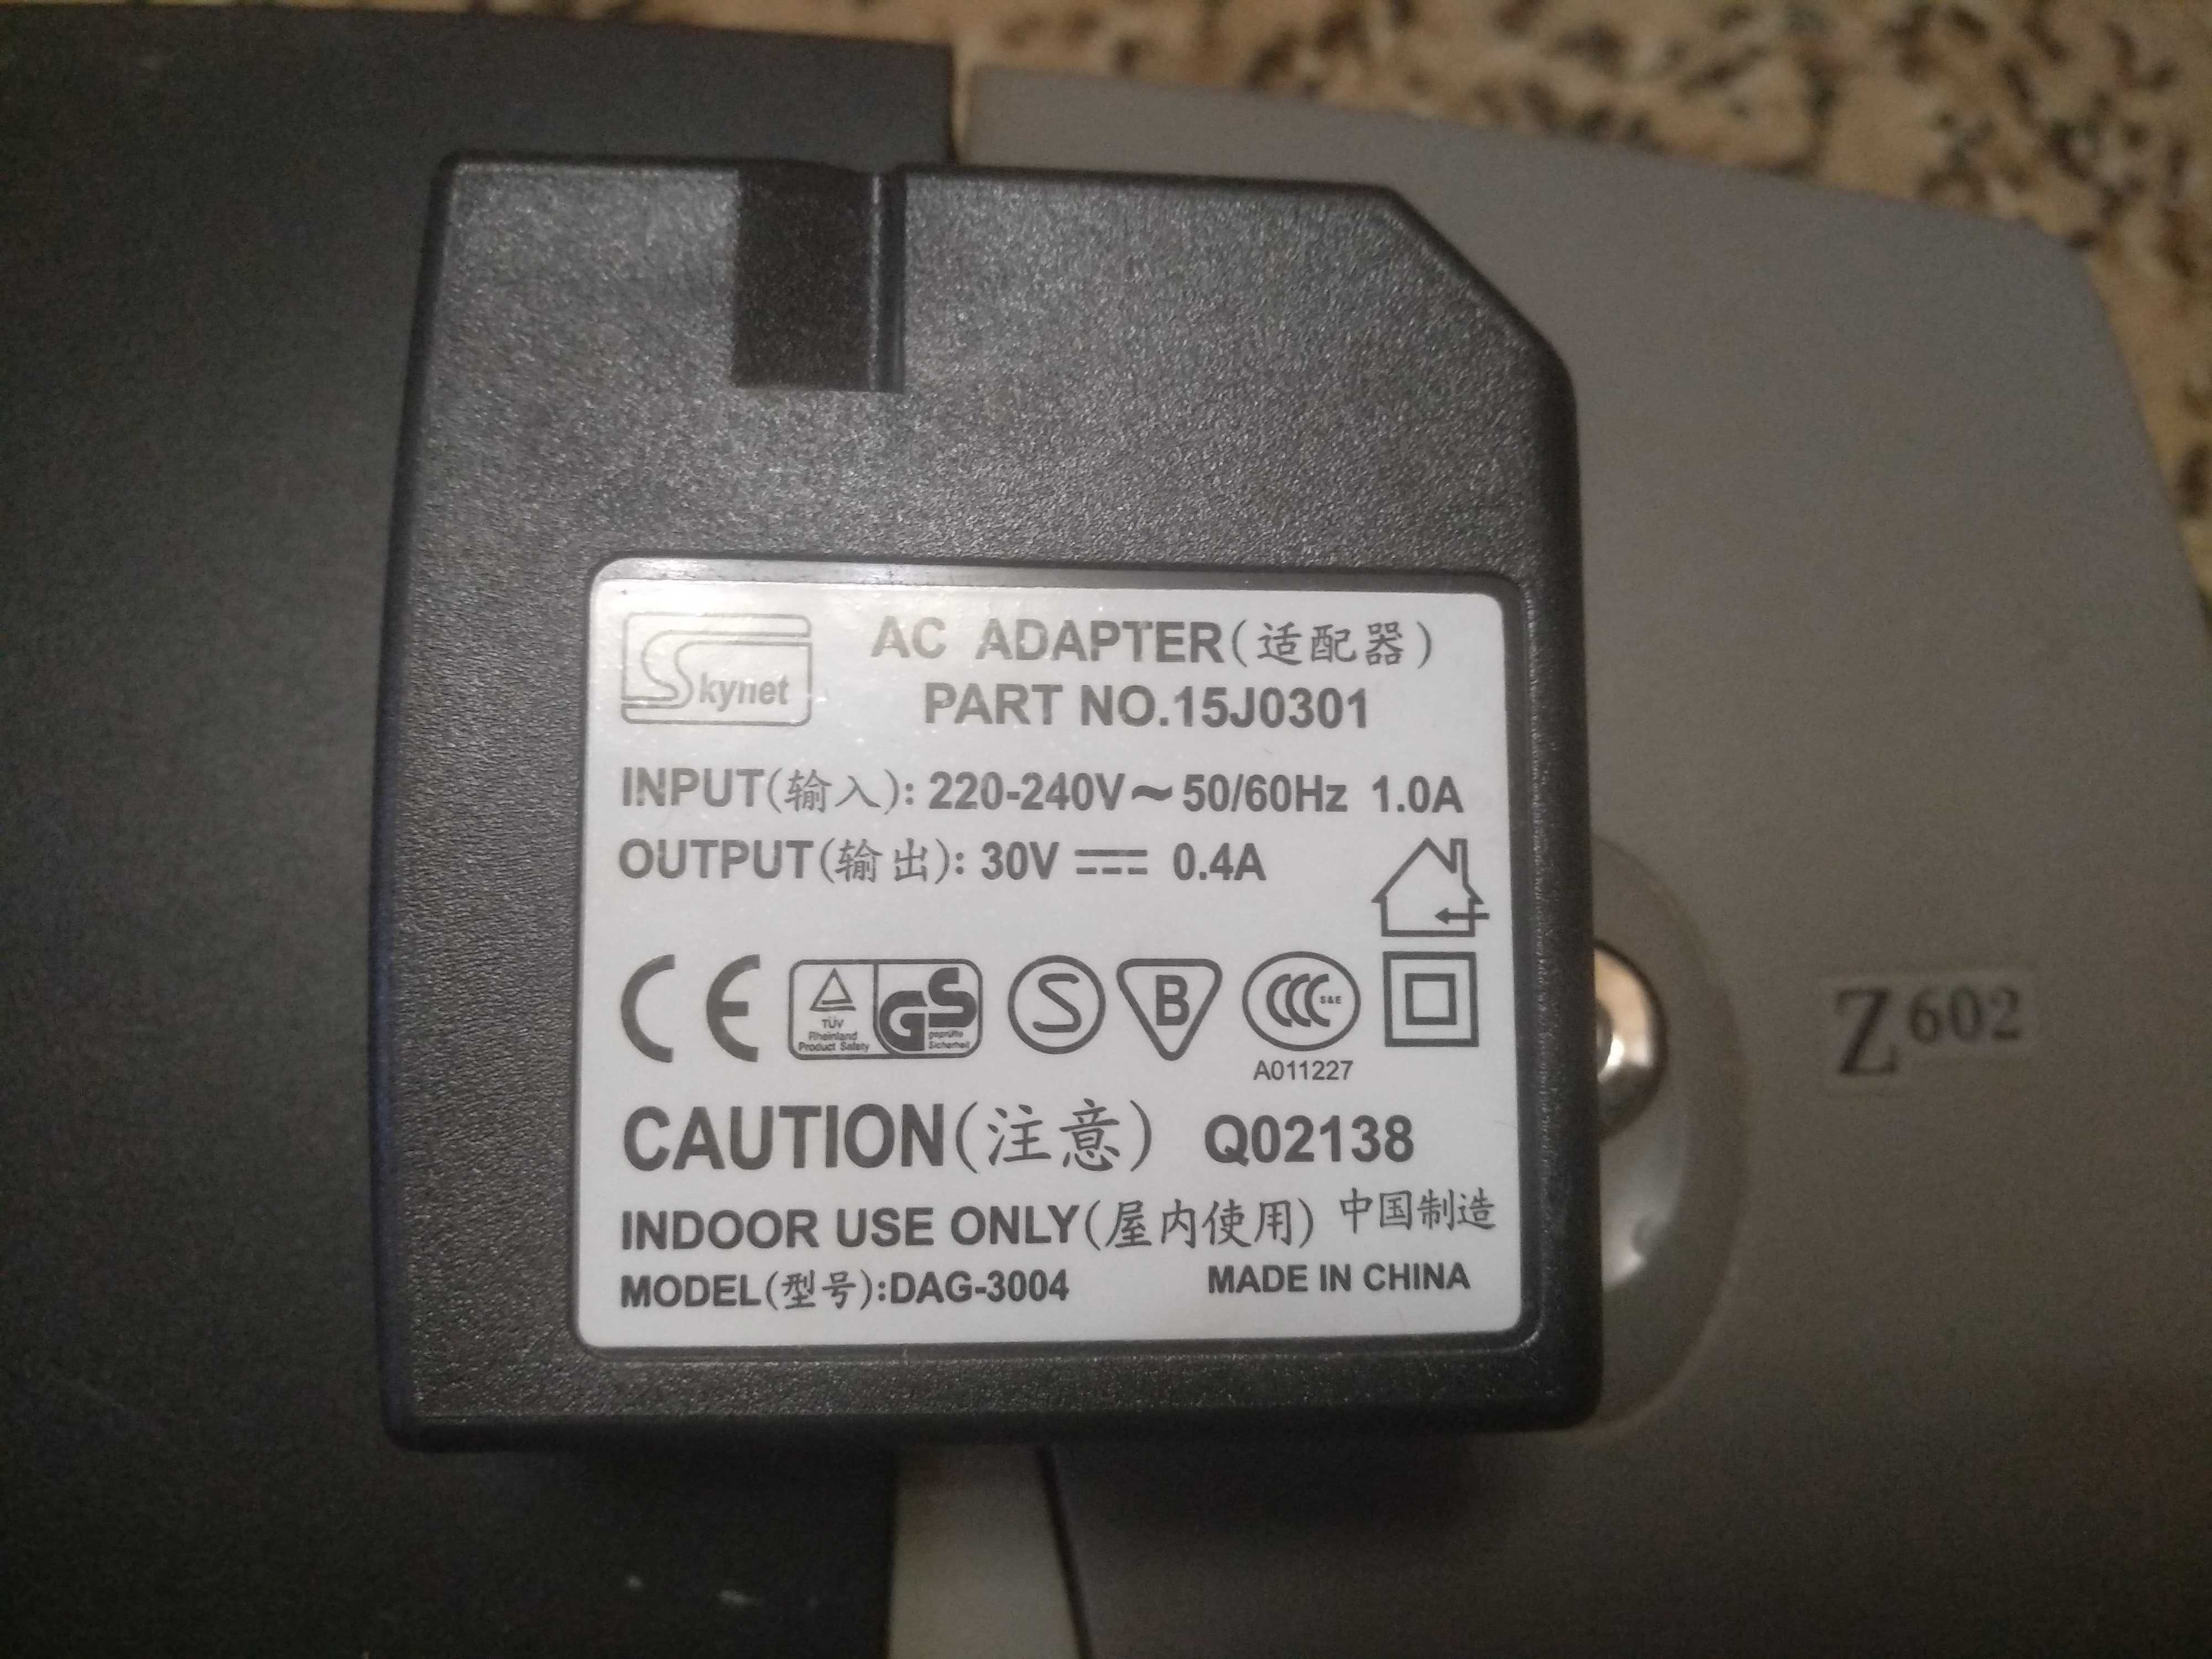 Skynet
AC ADAPTER(适配器)
PART NO.15J0301
INPUT(输入): 220-240V~50/60Hz 1.0A
OUTPUT(输出): 30V ⎓ 0.4A
CE
TÜV
Rheinland
Product Safety
GS
geprüfte
Sicherheit
S
B
CCC
S&E
A011227
CAUTION(注意) Q02138
INDOOR USE ONLY(屋内使用) 中国制造
MODEL(型号):DAG-3004 MADE IN CHINA
Z602